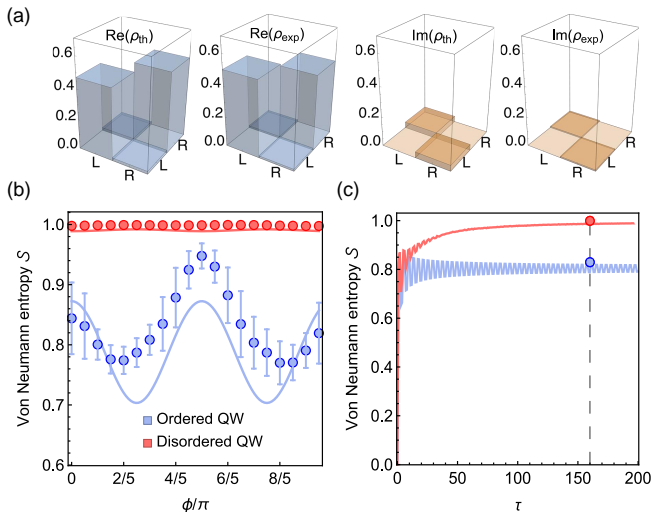 (a)
Re(ρth) Re(ρexp) Im(ρth) Im(ρexp)
0.6 0.6 0.6 0.6
0.4 0.4 0.4 0.4
0.2 0.2 0.2 0.2
0.0 0.0 0.0 0.0
L R L R L R L R
R L R L R L R L
(b) (c)
Von Neumann entropy S
1.0
0.9
0.8
0.7
0.6
Ordered QW
Disordered QW
0 2/5 4/5 6/5 8/5
ϕ/π
Von Neumann entropy S
1.0
0.8
0.6
0.4
0.2
0.0
0 50 100 150 200
τ